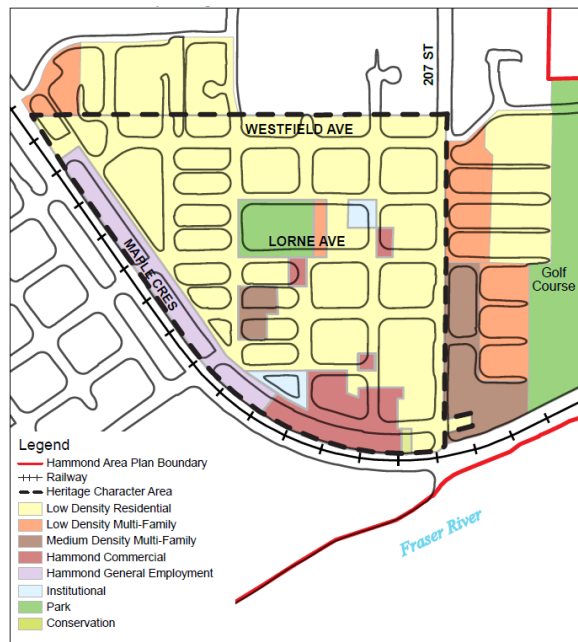 207 ST
WESTFIELD AVE
LORNE AVE
MAPLE CRES
Golf
Course
Legend
Hammond Area Plan Boundary
Railway
Heritage Character Area
Low Density Residential
Low Density Multi-Family
Medium Density Multi-Family
Hammond Commercial
Hammond General Employment
Institutional
Park
Conservation
Fraser River